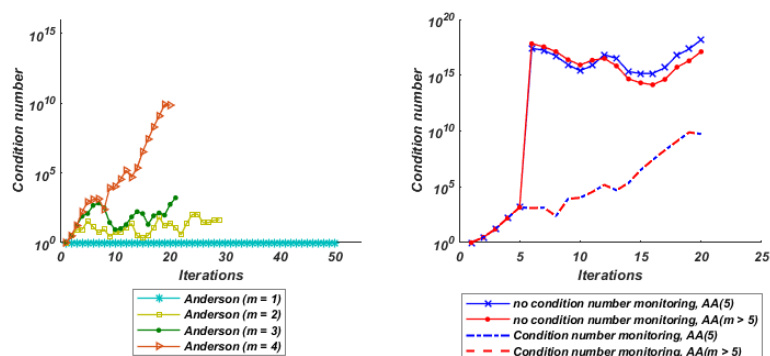 10^15
10^10
10^5
10^0
Condition number
0
10
20
30
40
50
Iterations
Anderson (m = 1)
Anderson (m = 2)
Anderson (m = 3)
Anderson (m = 4)
10^20
10^15
10^10
10^5
10^0
Condition number
0
5
10
15
20
25
Iterations
no condition number monitoring, AA(5)
no condition number monitoring, AA(m > 5)
Condition number monitoring, AA(5)
Condition number monitoring, AA(m > 5)